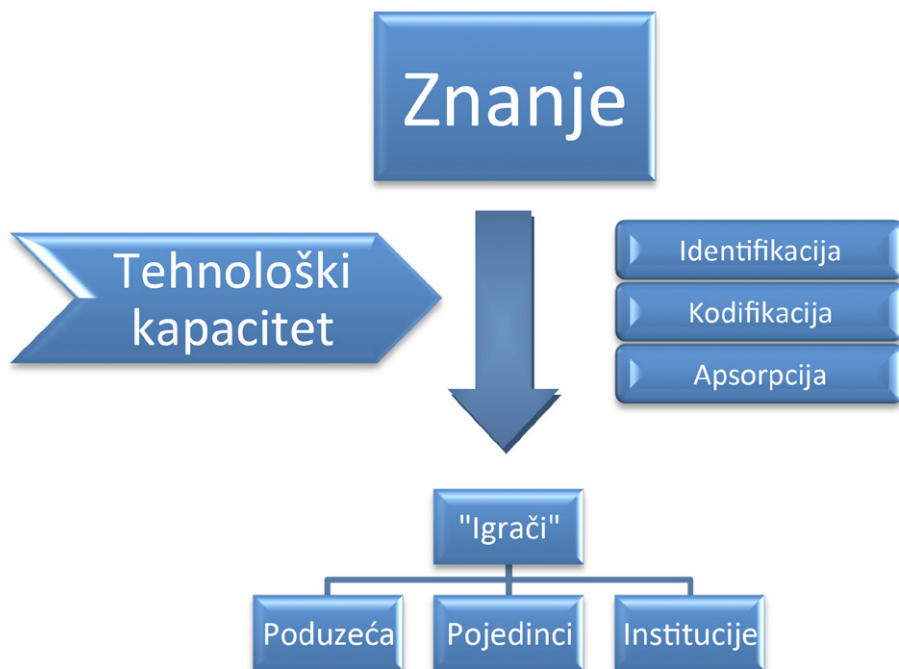 Znanje
Tehnološki
kapacitet
Identifikacija
Kodifikacija
Apsorpcija
"Igrači"
Poduzeća
Pojedinci
Institucije